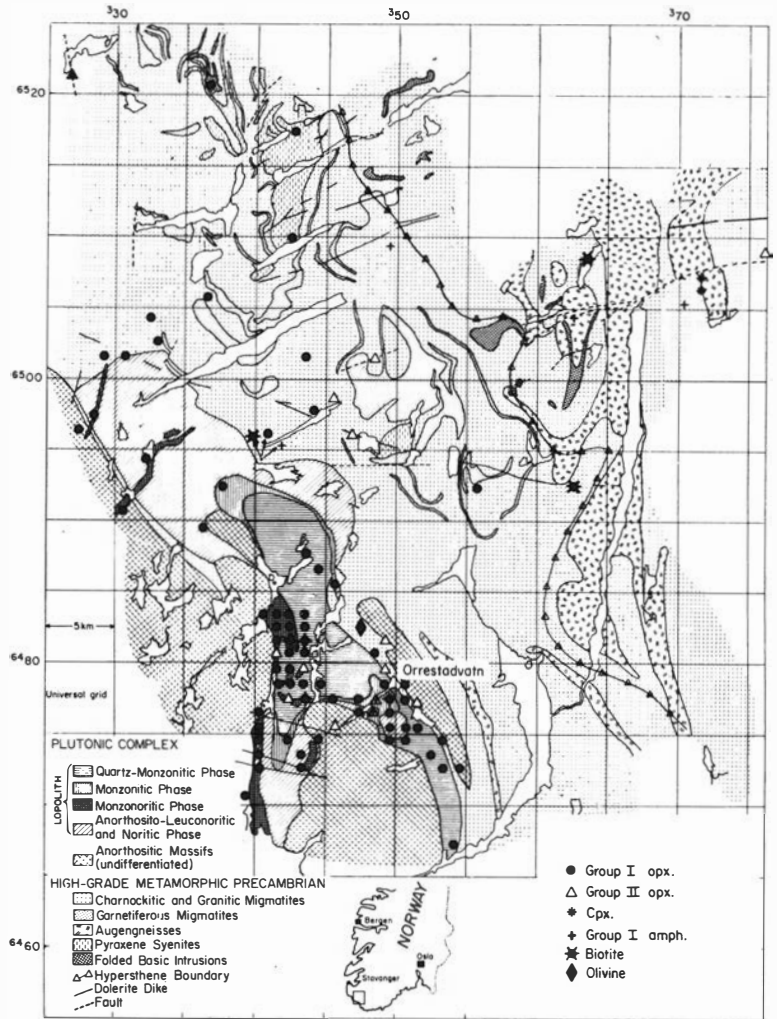 ³30 ³50 ³70
⁶⁵20
65⁰0
64⁸0
64⁶0
5km
Universal grid
Orrestadvatn
PLUTONIC COMPLEX
LOPOLITH
Quartz-Monzonitic Phase
Monzonitic Phase
Monzonoritic Phase
Anorthosito-Leuconoritic
and Noritic Phase
Anorthositic Massifs
(undifferentiated)
HIGH-GRADE METAMORPHIC PRECAMBRIAN
Charnockitic and Granitic Migmatites
Garnetiferous Migmatites
Augengneisses
Pyraxene Syenites
Folded Basic Intrusions
Hypersthene Boundary
Dolerite Dike
Fault
NORWAY
Bergen
Oslo
Stavanger
Group I opx.
Group II opx.
Cpx.
Group I amph.
Biotite
Olivine